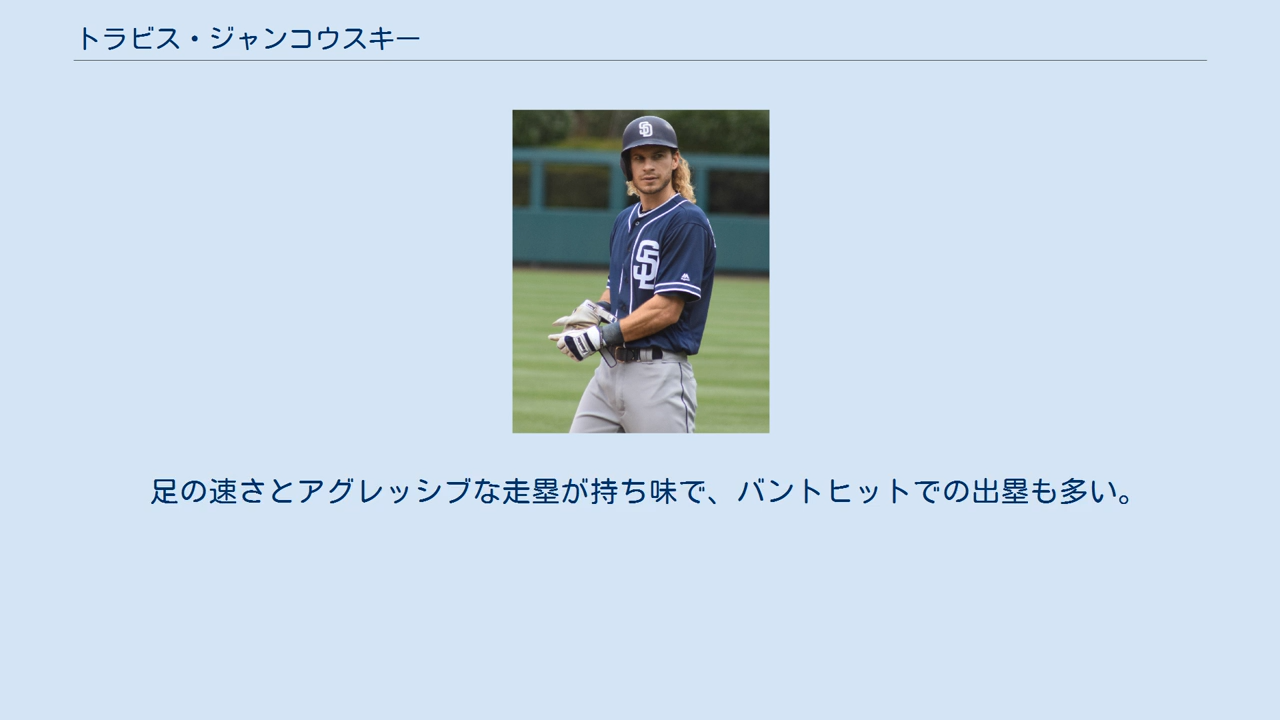 トラビス・ジャンコウスキー
SD
SD
足の速さとアグレッシブな走塁が持ち味で、バントヒットでの出塁も多い。